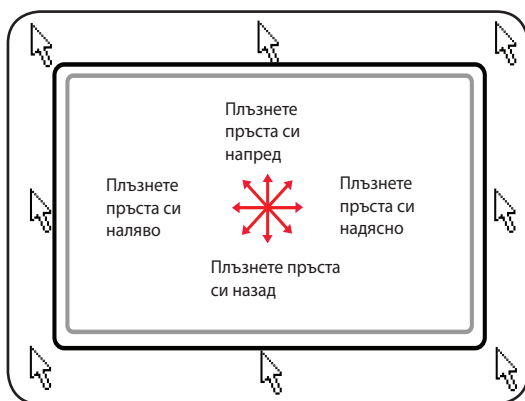 Плъзнете
пръста си
напред
Плъзнете
пръста си
наляво
Плъзнете
пръста си
надясно
Плъзнете пръста
си назад